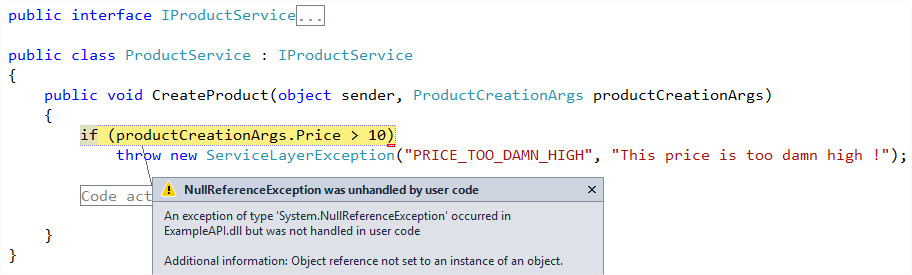 public interface IProductService...
public class ProductService : IProductService
{
public void CreateProduct(object sender, ProductCreationArgs productCreationArgs)
{
if (productCreationArgs.Price > 10)
throw new ServiceLayerException("PRICE_TOO_DAMN_HIGH", "This price is too damn high !");
Code act
NullReferenceException was unhandled by user code
An exception of type 'System.NullReferenceException' occurred in
ExampleAPI.dll but was not handled in user code
Additional information: Object reference not set to an instance of an object.
}
}